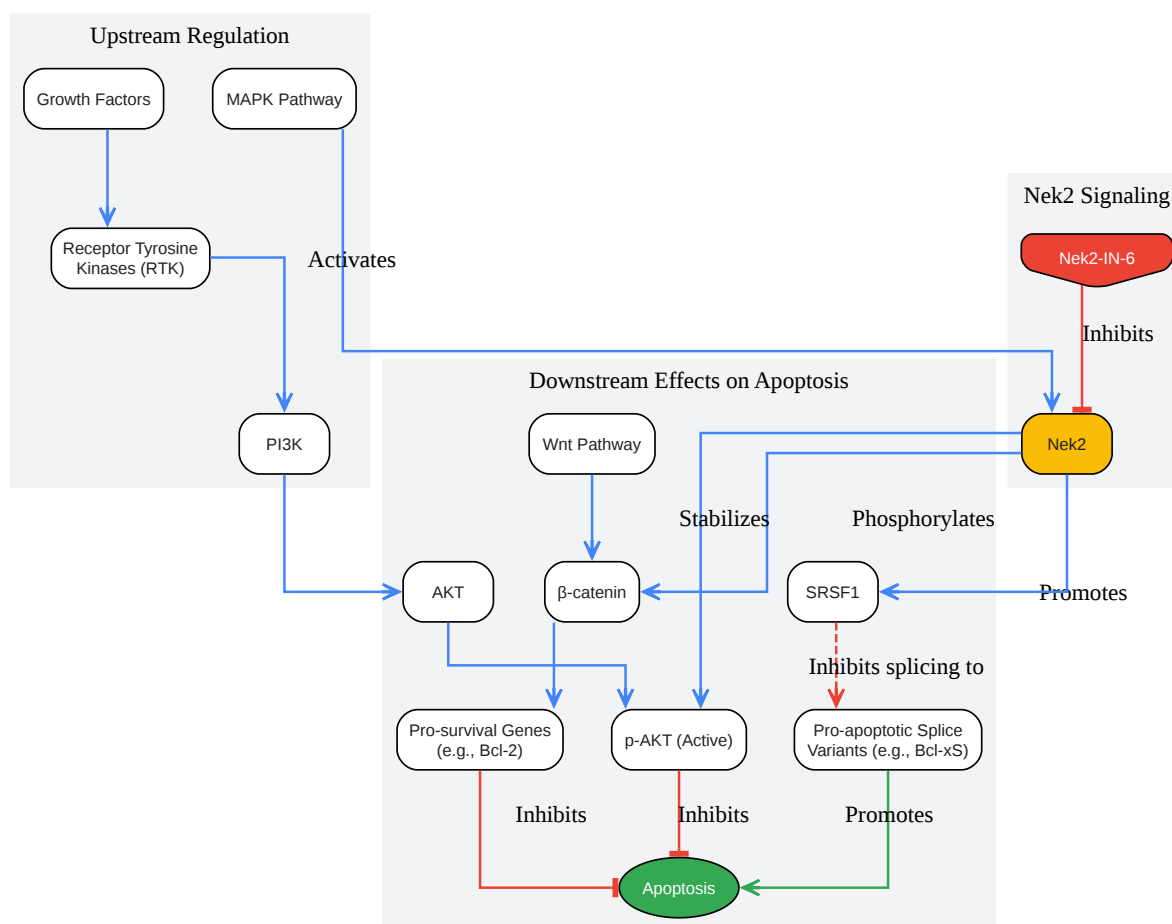 Upstream Regulation
Growth Factors
MAPK Pathway
Nek2 Signaling
Receptor Tyrosine
Kinases (RTK)
Activates
Nek2-IN-6
Inhibits
Downstream Effects on Apoptosis
PI3K
Wnt Pathway
Nek2
Stabilizes
Phosphorylates
AKT
β-catenin
SRSF1
Promotes
Inhibits splicing to
Pro-survival Genes
(e.g., Bcl-2)
p-AKT (Active)
Pro-apoptotic Splice
Variants (e.g., Bcl-xS)
Inhibits
Inhibits
Promotes
Apoptosis